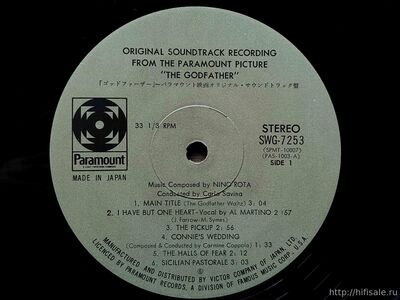 ORIGINAL SOUNDTRACK RECORDING
FROM THE PARAMOUNT PICTURE
"THE GODFATHER"
『ゴッドファーザー』〜パラマウント映画オリジナル・サウンドトラック盤
33 1/3 RPM
STEREO
SWG-7253
(SPMT-10007)
(PAS-1003-A)
SIDE 1
Paramount
MADE IN JAPAN
Music Composed by NINO ROTA
Conducted by Carlo Savina
1. MAIN TITLE (The Godfather Waltz) 3:04
2. I HAVE BUT ONE HEART-Vocal by AL MARTINO 2:57
(J. Farrow-M. Symes)
3. THE PICKUP 2:56
4. CONNIE'S WEDDING
(Composed & Conducted by Carmine Coppola) 1:33
5. THE HALLS OF FEAR 2:12
6. SICILIAN PASTORALE 3:03
MANUFACTURED AND DISTRIBUTED BY VICTOR COMPANY OF JAPAN, LTD.
LICENCED BY PARAMOUNT RECORDS, A DIVISION OF FAMOUS MUSIC CORP.
https://hifisale.ru